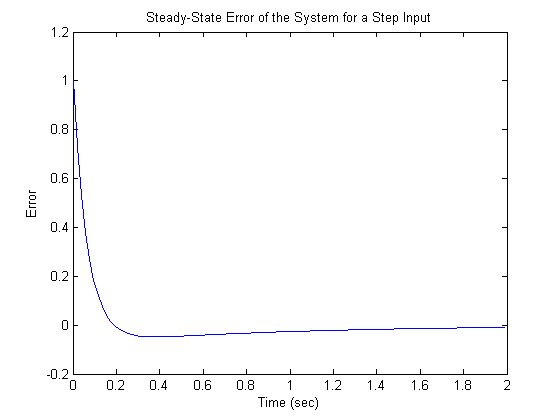 Steady-State Error of the System for a Step Input
1.2
1
0.8
0.6
0.4
0.2
0
-0.2
Error
0 0.2 0.4 0.6 0.8 1 1.2 1.4 1.6 1.8 2
Time (sec)